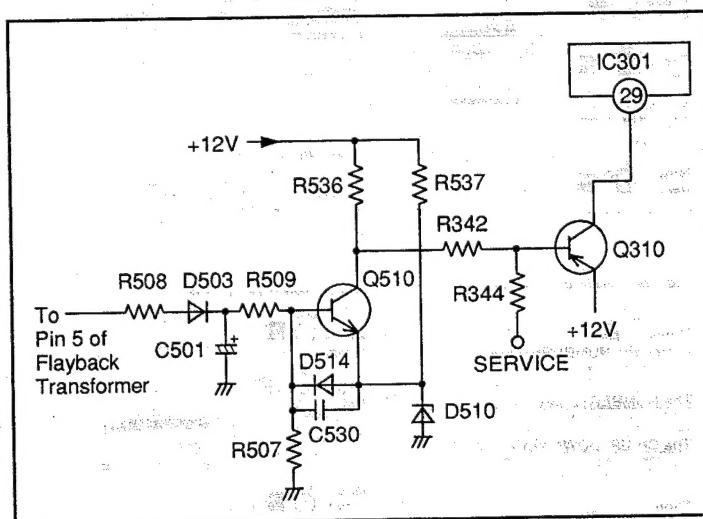 IC301
29
+12V
R536
R537
R342
Q310
R508
D503
R509
Q510
R344
To
Pin 5 of
Flayback
Transformer
C501
+
+12V
SERVICE
D514
C530
D510
R507